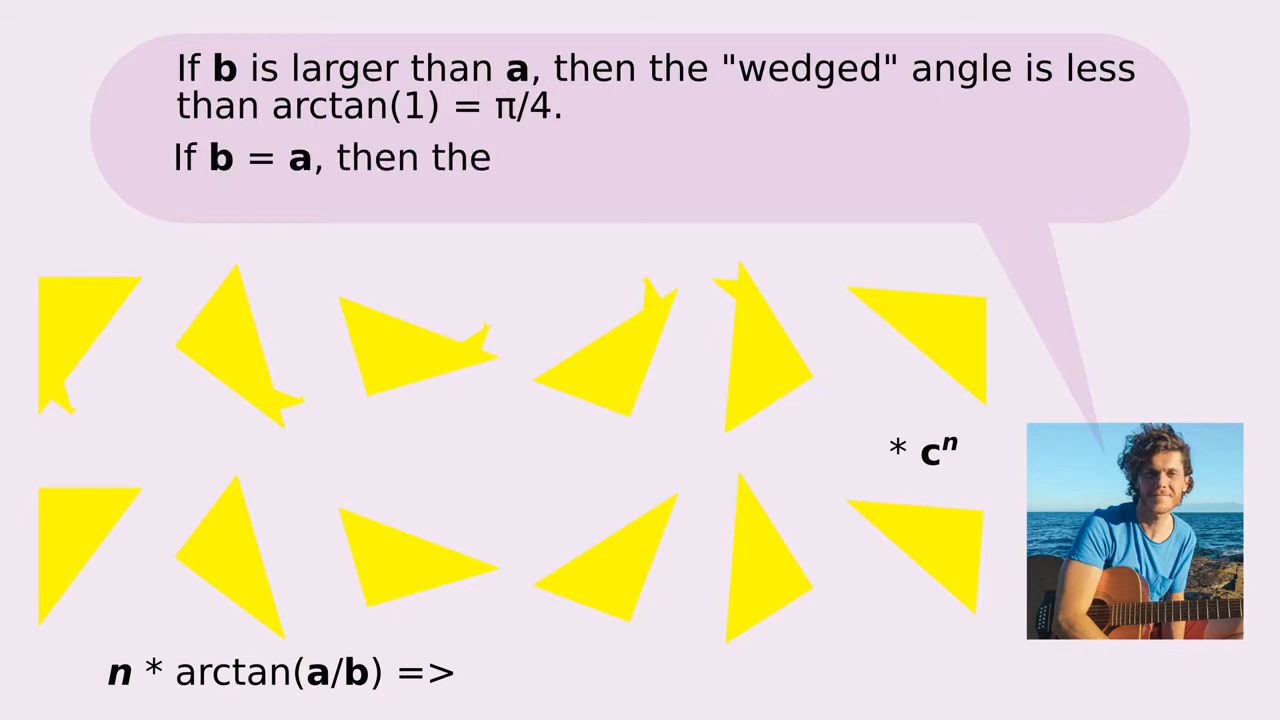 If b is larger than a, then the "wedged" angle is less
than arctan(1) = π/4.
If b = a, then the
* cⁿ
n * arctan(a/b) =>